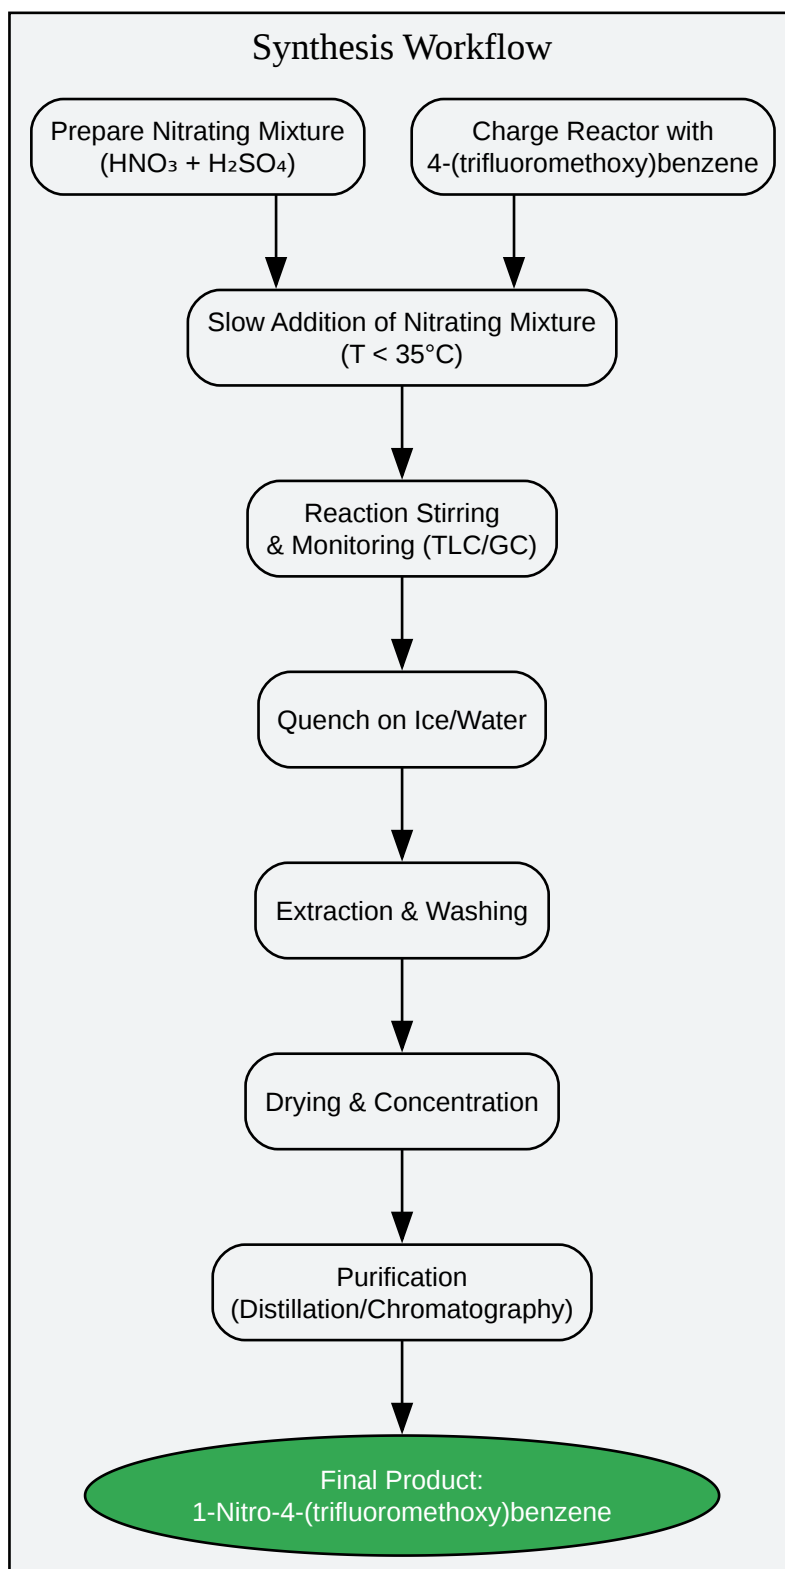 Synthesis Workflow
Prepare Nitrating Mixture
(HNO₃ + H₂SO₄)
Charge Reactor with
4-(trifluoromethoxy)benzene
Slow Addition of Nitrating Mixture
(T < 35°C)
Reaction Stirring
& Monitoring (TLC/GC)
Quench on Ice/Water
Extraction & Washing
Drying & Concentration
Purification
(Distillation/Chromatography)
Final Product:
1-Nitro-4-(trifluoromethoxy)benzene